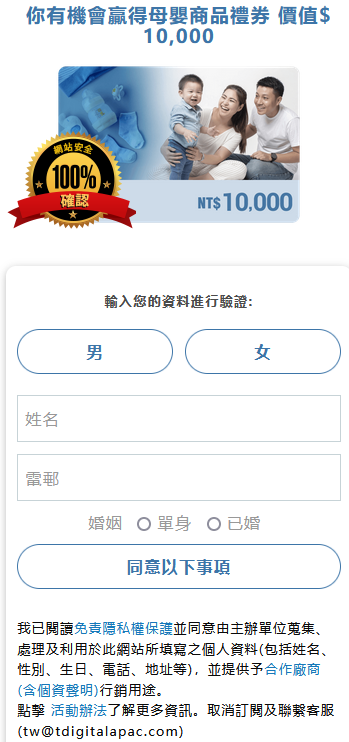 你有機會贏得母嬰商品禮券 價值$
10,000
網站安全
100%
確認
NT$10,000
輸入您的資料進行驗證:
男
女
姓名
電郵
婚姻 單身 已婚
同意以下事項
我已閱讀免責隱私權保護並同意由主辦單位蒐集、
處理及利用於此網站所填寫之個人資料(包括姓名、
性別、生日、電話、地址等)，並提供予合作廠商
(含個資聲明)行銷用途。
點擊 活動辦法了解更多資訊。取消訂閱及聯繫客服
(tw@tdigitalapac.com)